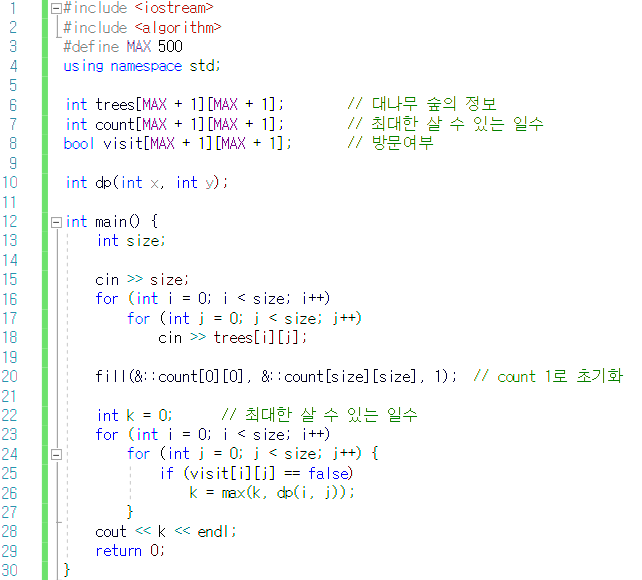 1 #include <iostream>
2 #include <algorithm>
3 #define MAX 500
4 using namespace std;
5
6 int trees[MAX + 1][MAX + 1];        // 대나무 숲의 정보
7 int count[MAX + 1][MAX + 1];        // 최대한 살 수 있는 일수
8 bool visit[MAX + 1][MAX + 1];       // 방문여부
9
10 int dp(int x, int y);
11
12 int main() {
13     int size;
14
15     cin >> size;
16     for (int i = 0; i < size; i++)
17         for (int j = 0; j < size; j++)
18             cin >> trees[i][j];
19
20     fill(&::count[0][0], &::count[size][size], 1);  // count 1로 초기화
21
22     int k = 0;      // 최대한 살 수 있는 일수
23     for (int i = 0; i < size; i++)
24         for (int j = 0; j < size; j++) {
25             if (visit[i][j] == false)
26                 k = max(k, dp(i, j));
27         }
28     cout << k << endl;
29     return 0;
30 }